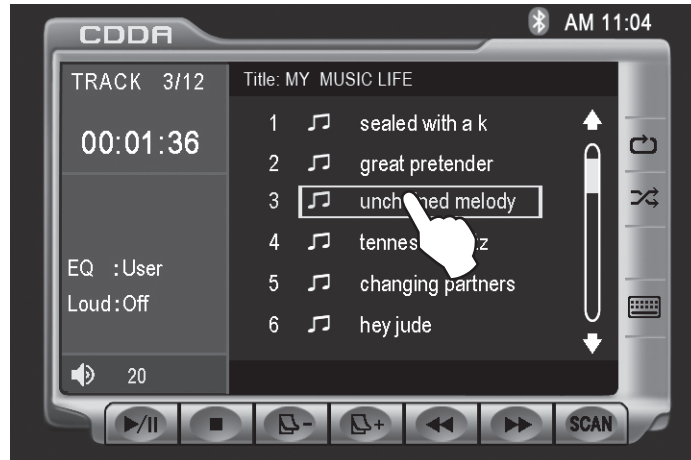 CDDA
AM 11:04
TRACK 3/12
00:01:36
EQ :User
Loud:Off
20
Title: MY MUSIC LIFE
1 sealed with a k
2 great pretender
3 melody
4
5 changing partners
6 hey jude
- + SCAN